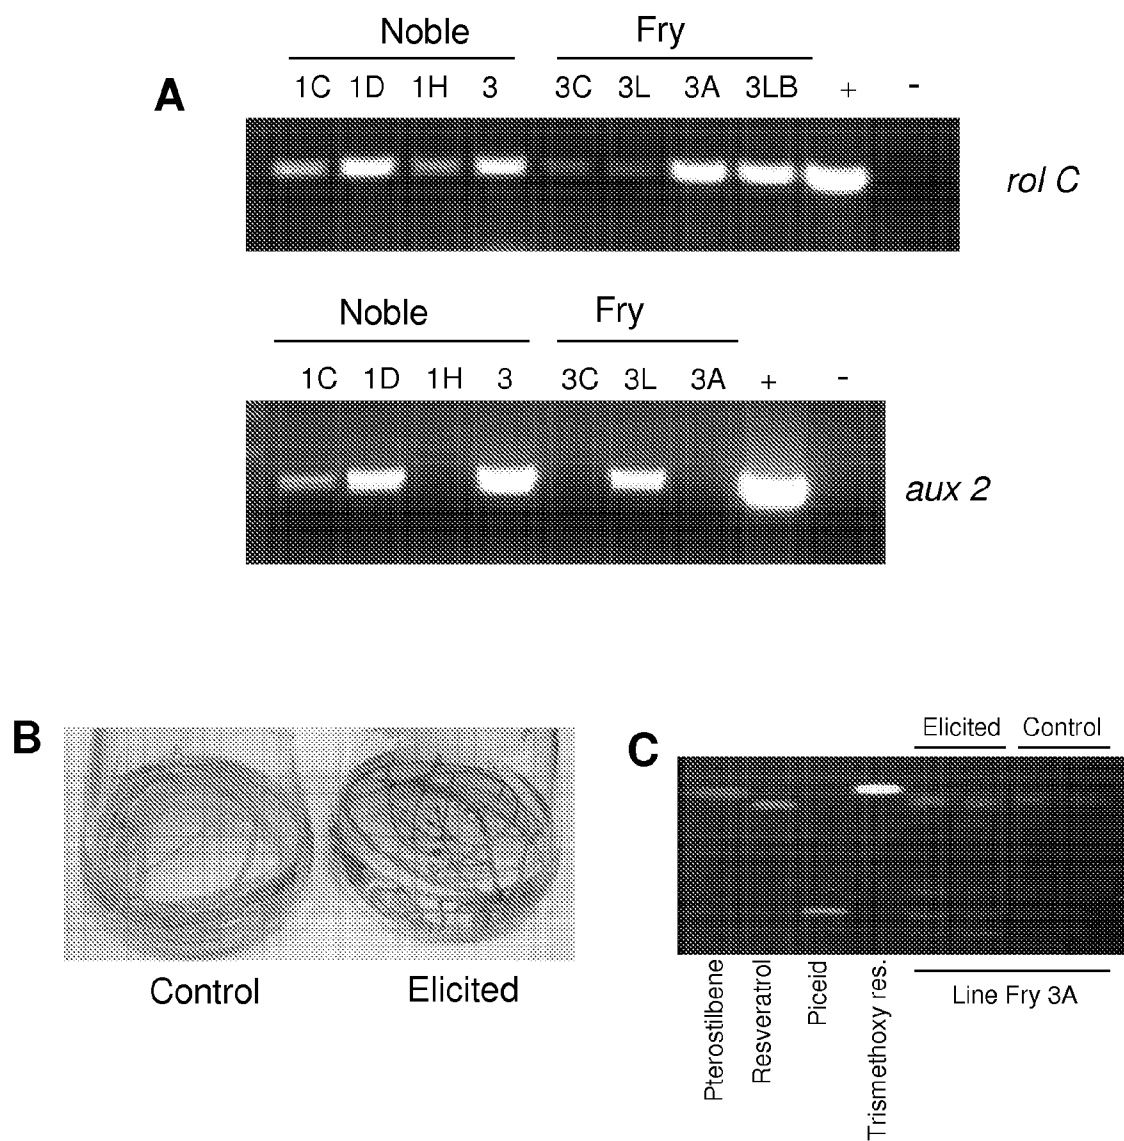 Noble Fry
A 1C 1D 1H 3 3C 3L 3A 3LB + -
rol C
Noble Fry
1C 1D 1H 3 3C 3L 3A + -
aux 2
B
Control Elicited
C
Elicited Control
Pterostilbene
Resveratrol
Piceid
Trismethoxy res.
Line Fry 3A